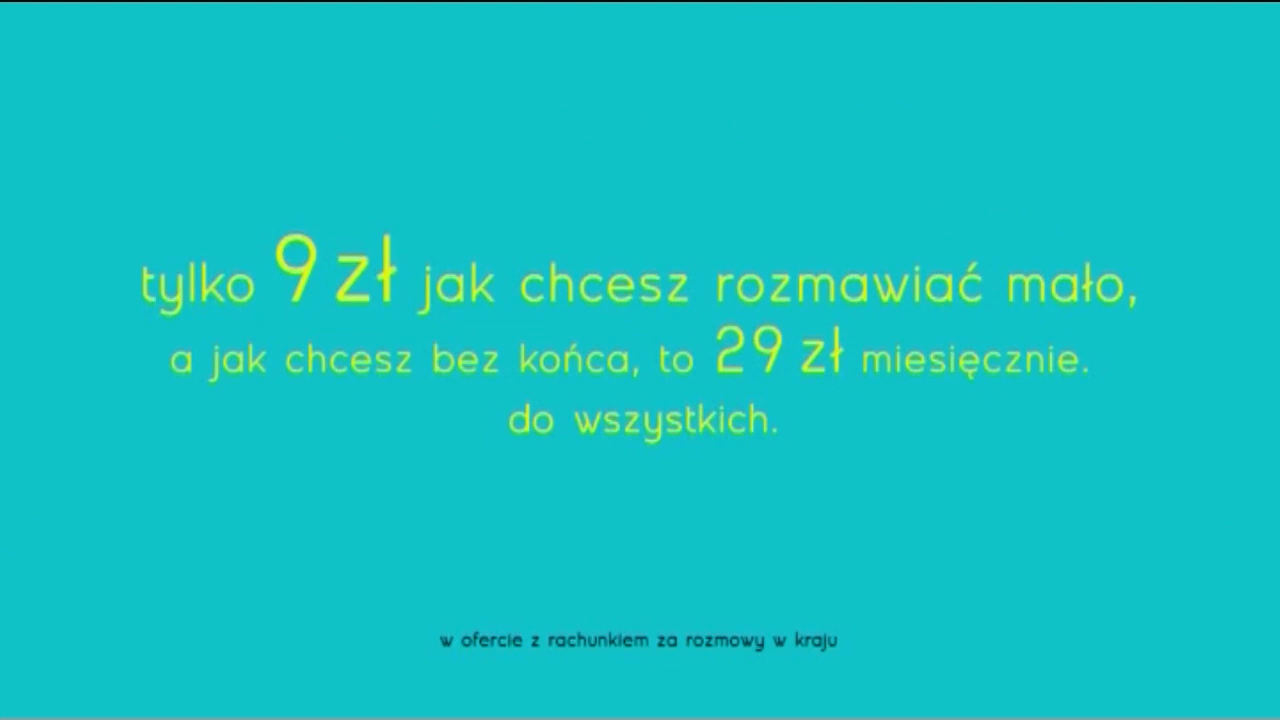 tylko 9 zł jak chcesz rozmawiać mało,
a jak chcesz bez końca, to 29 zł miesięcznie.
do wszystkich.
w ofercie z rachunkiem za rozmowy w kraju